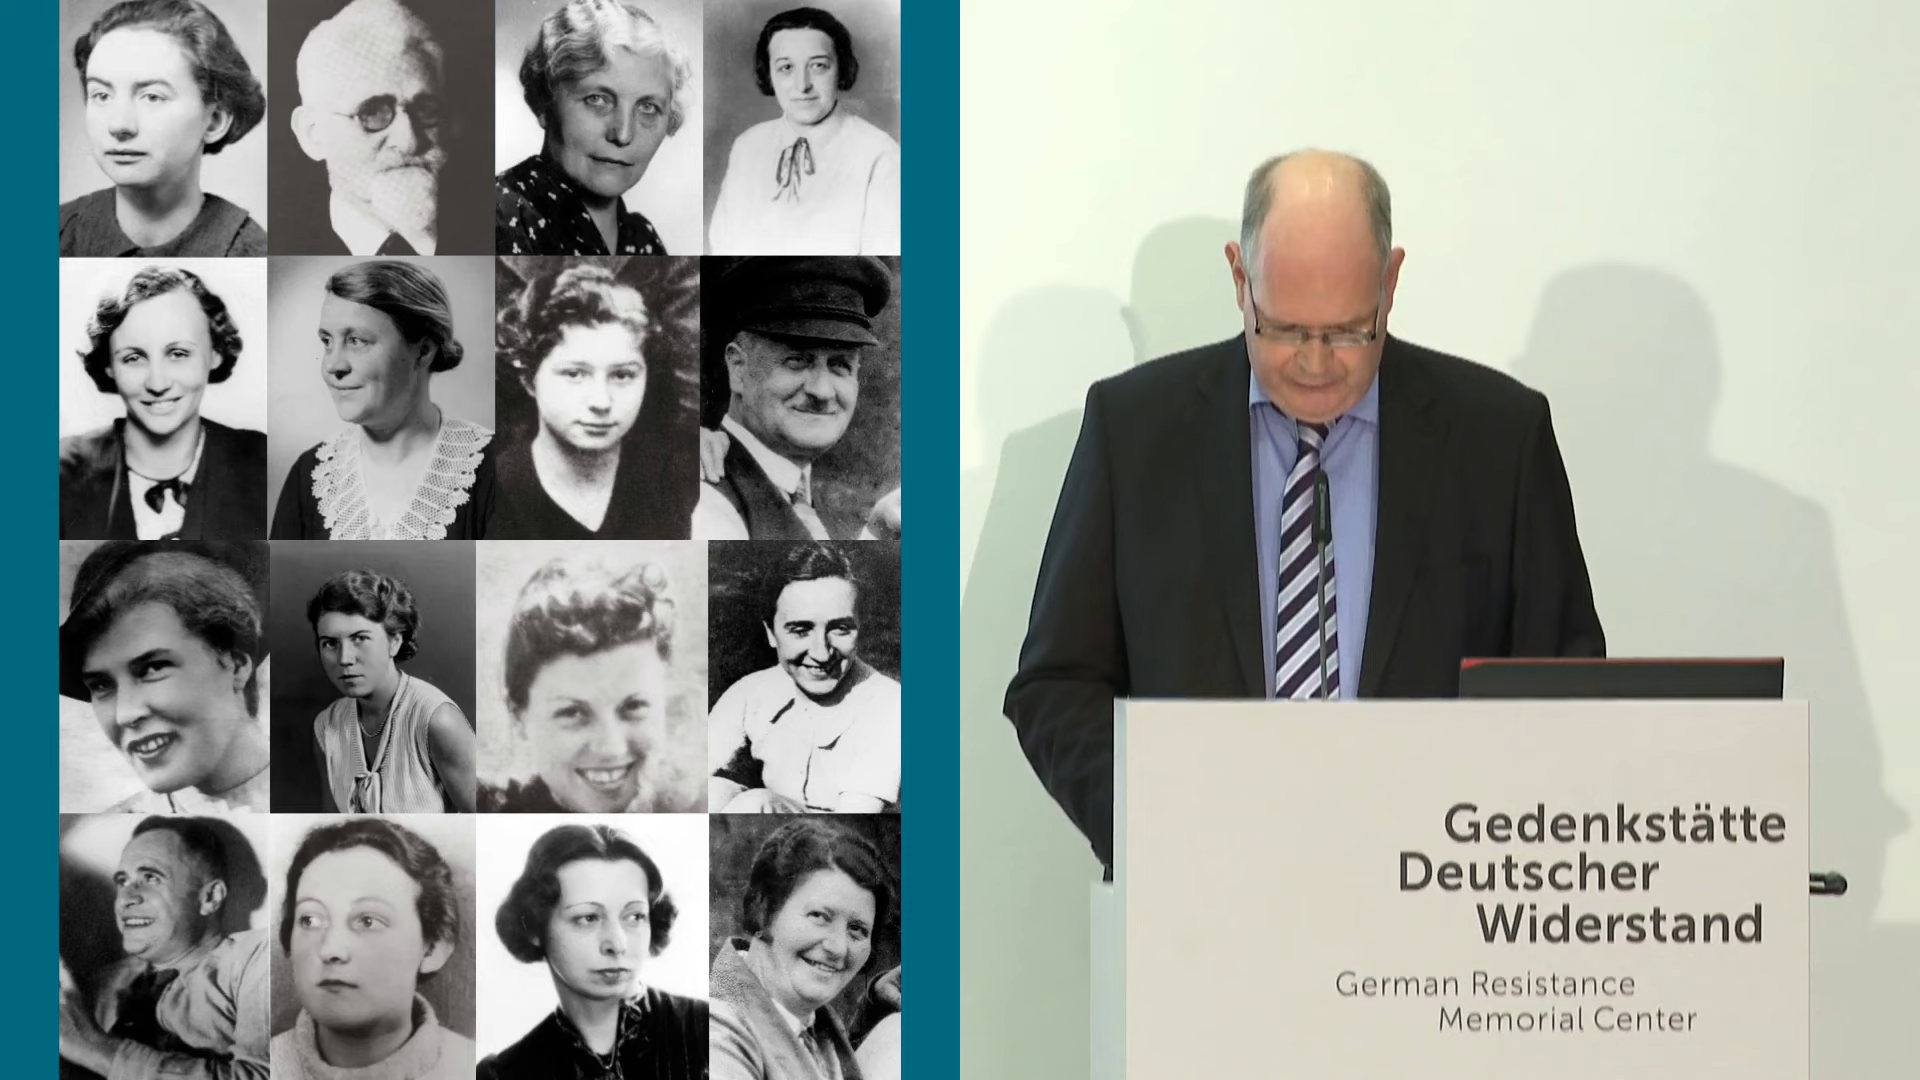 Gedenkstätte
Deutscher
Widerstand
German Resistance
Memorial Center